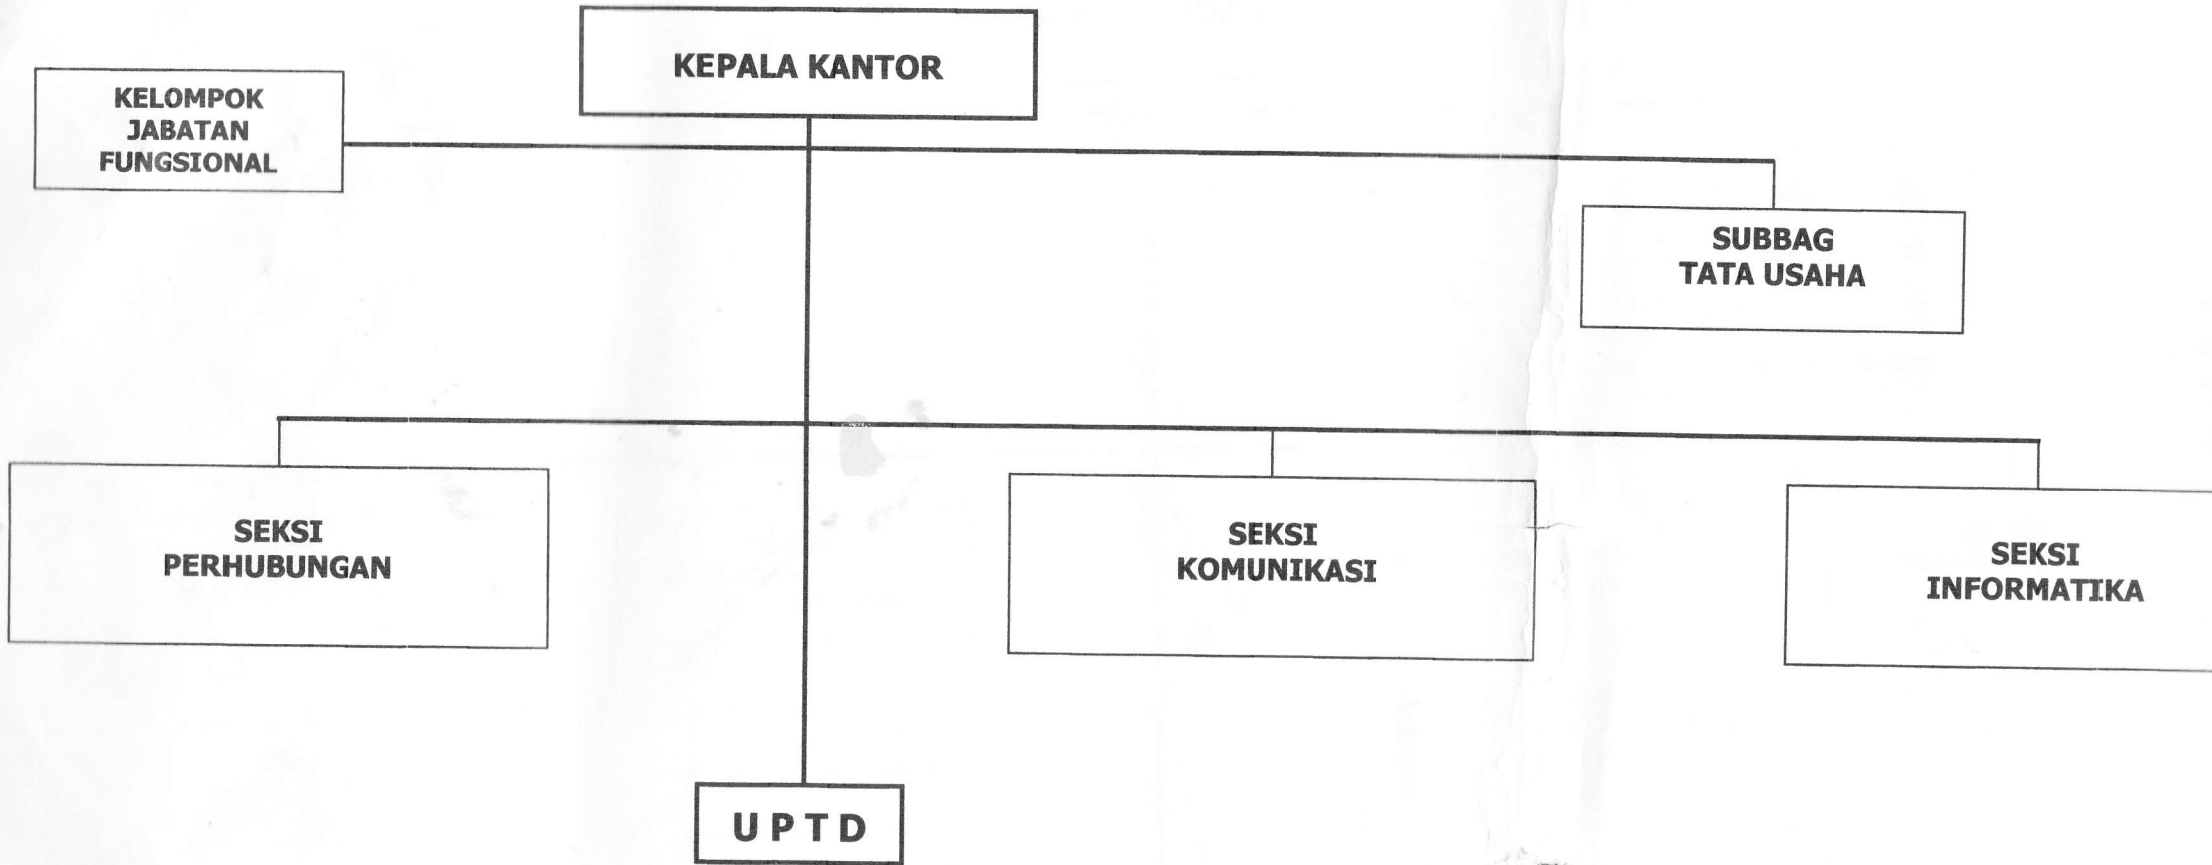 KEPALA KANTOR
KELOMPOK
JABATAN
FUNGSIONAL
SUBBAG
TATA USAHA
SEKSI
PERHUBUNGAN
SEKSI
KOMUNIKASI
SEKSI
INFORMATIKA
U P T D